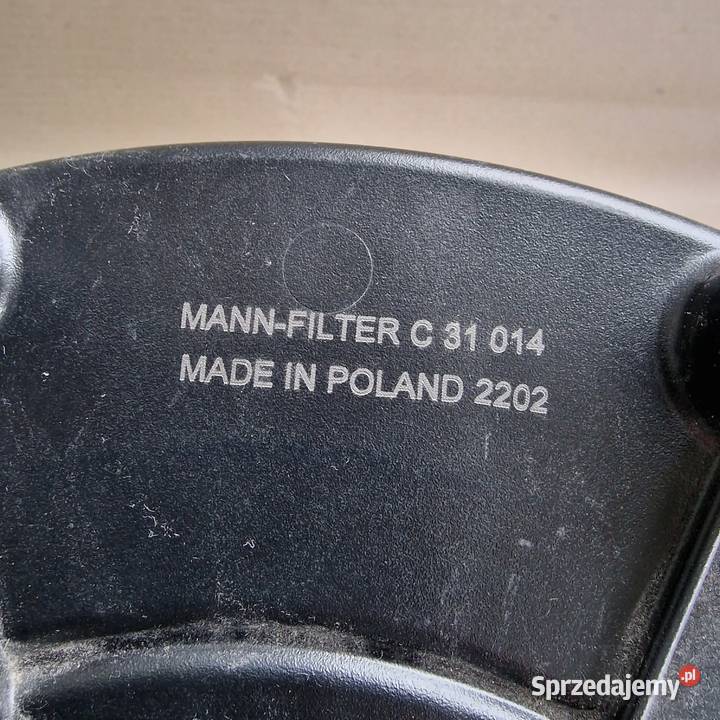 MANN-FILTER C 31 014
MADE IN POLAND 2202
Sprzedajemy.pl